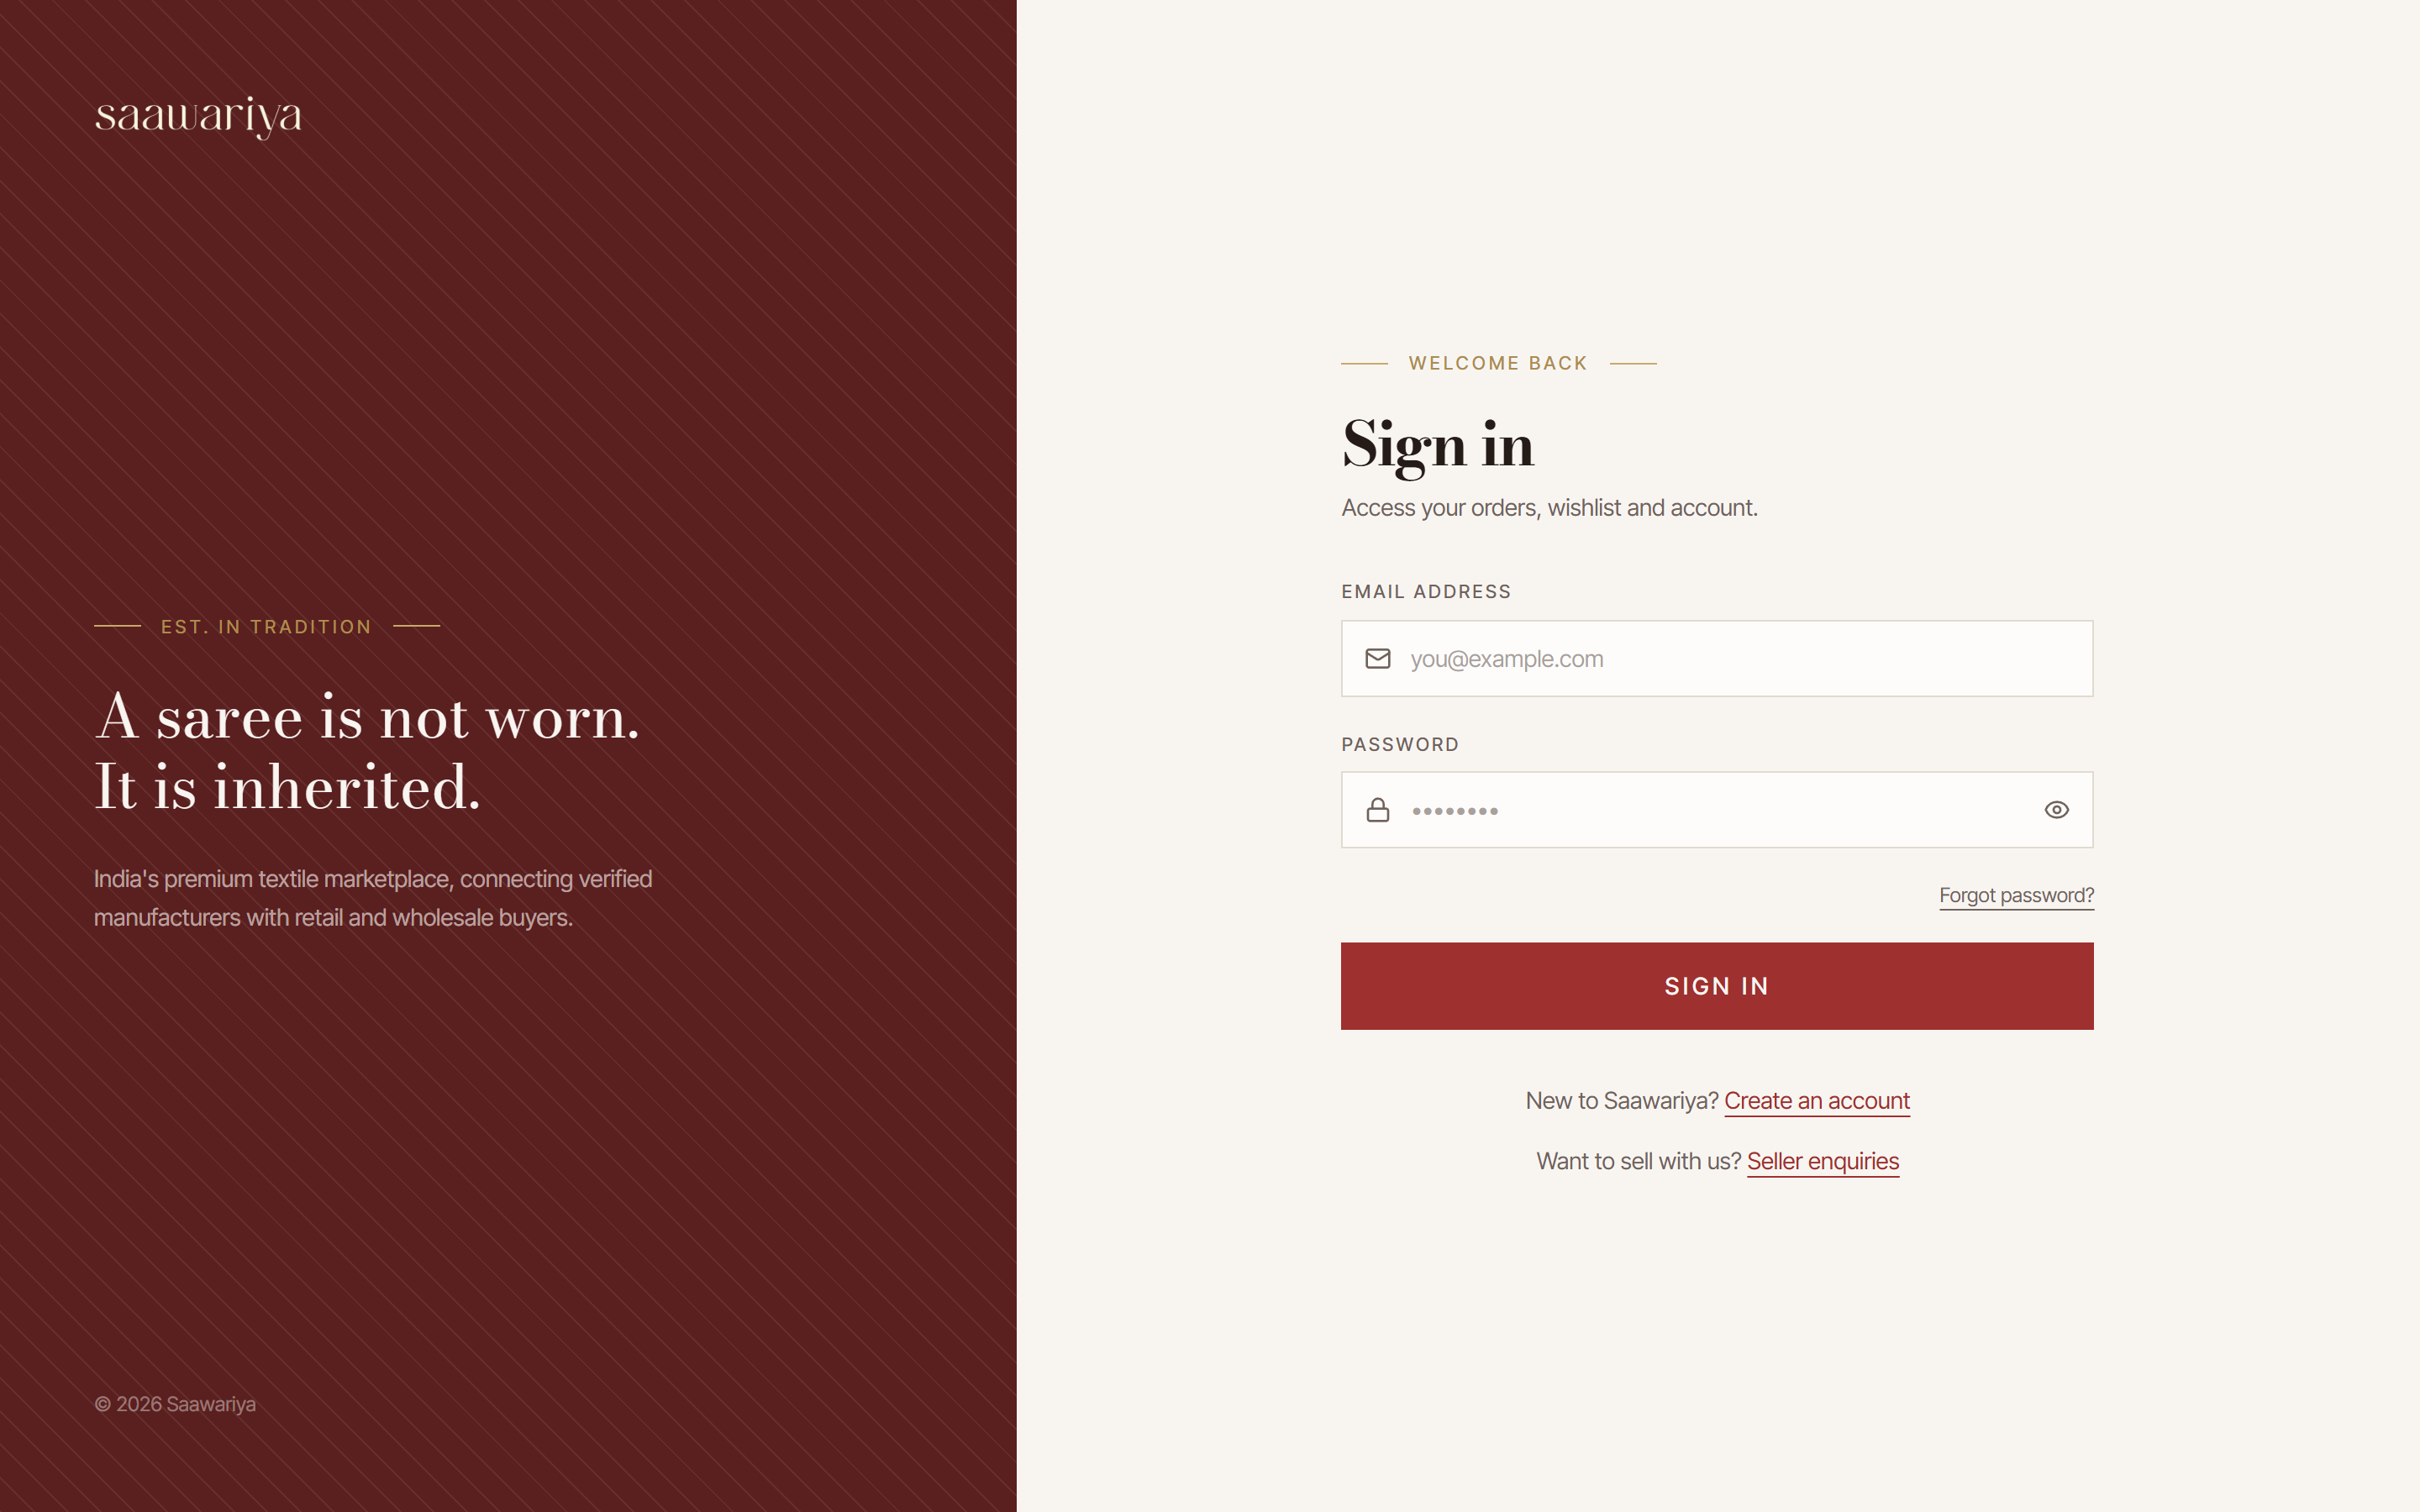 saawariya
EST. IN TRADITION
A saree is not worn.
It is inherited.
India's premium textile marketplace, connecting verified
manufacturers with retail and wholesale buyers.
© 2026 Saawariya
WELCOME BACK
Sign in
Access your orders, wishlist and account.
EMAIL ADDRESS
you@example.com
PASSWORD
••••••••
Forgot password?
SIGN IN
New to Saawariya? Create an account
Want to sell with us? Seller enquiries